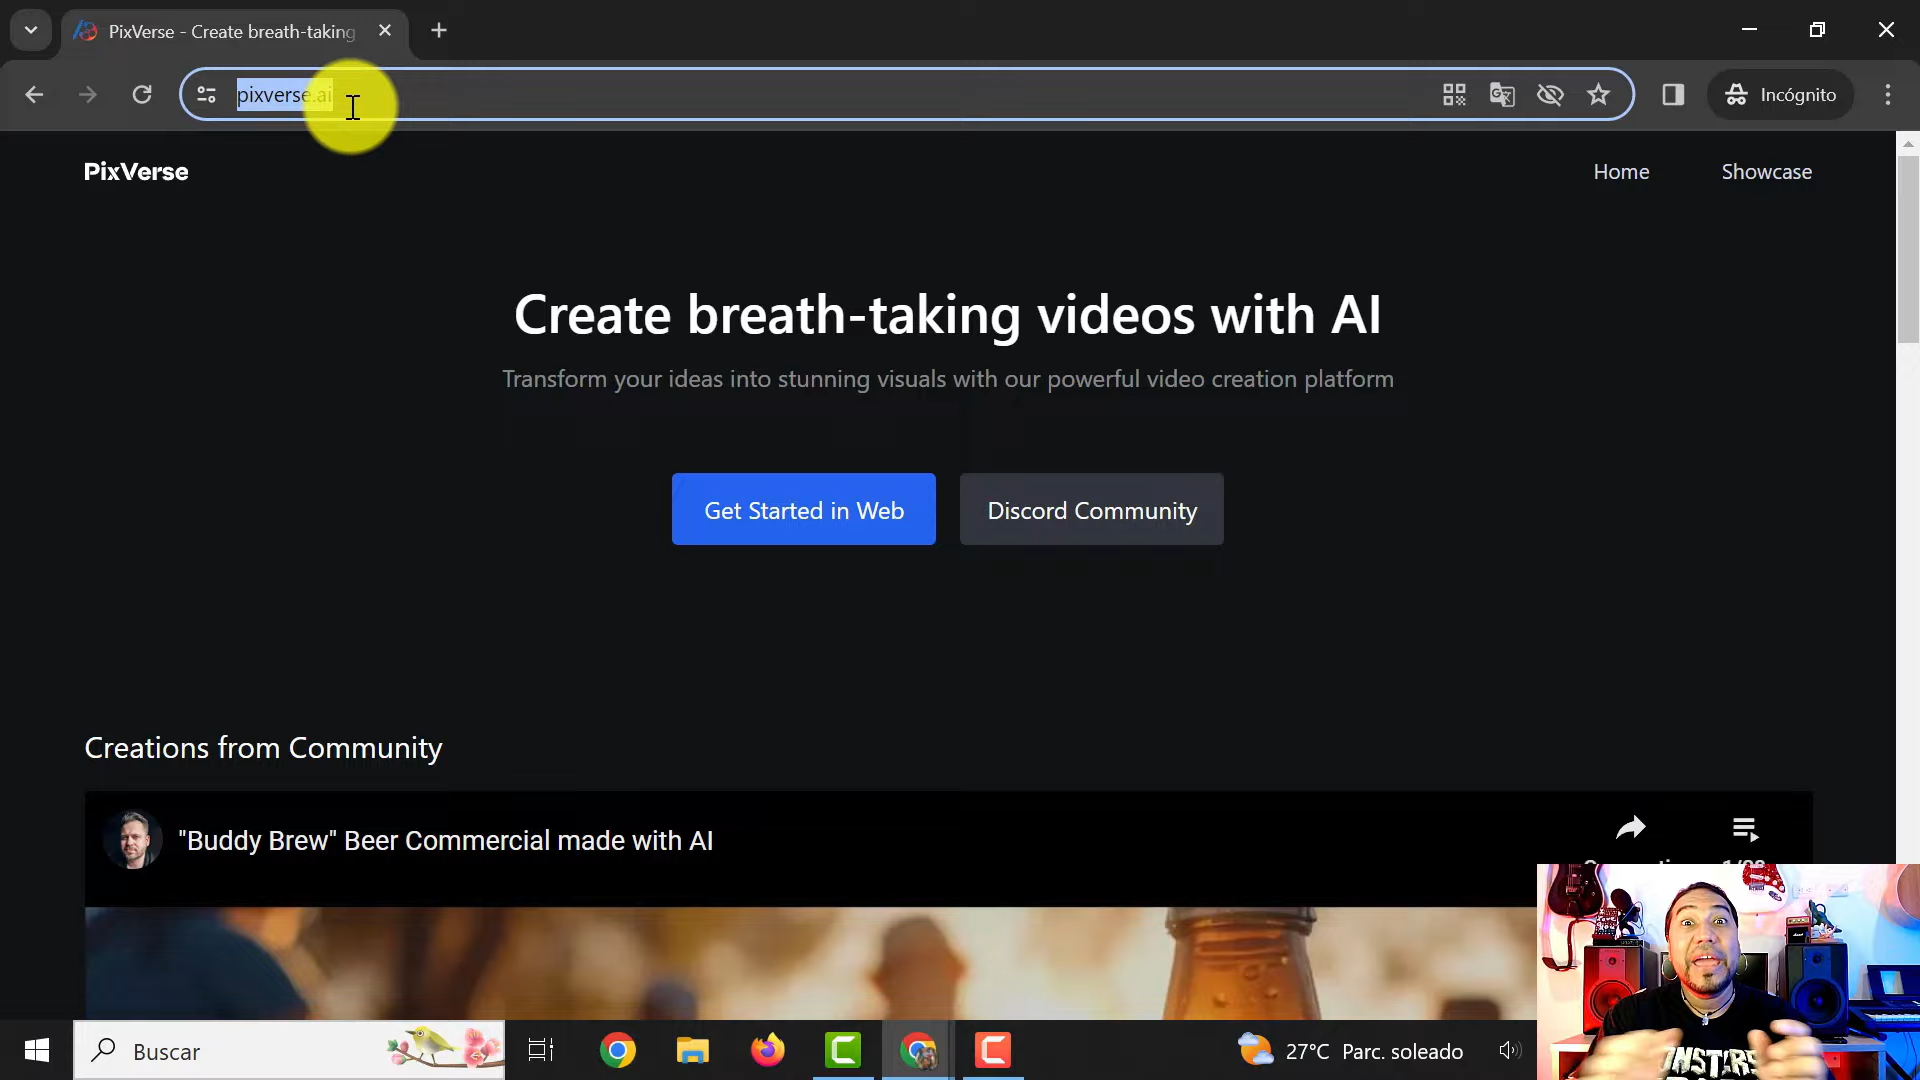 PixVerse - Create breath-taking
pixverse.ai
Incógnito
PixVerse
Home
Showcase
Create breath-taking videos with AI
Transform your ideas into stunning visuals with our powerful video creation platform
Get Started in Web
Discord Community
Creations from Community
"Buddy Brew" Beer Commercial made with AI
Buscar
27°C Parc. soleado